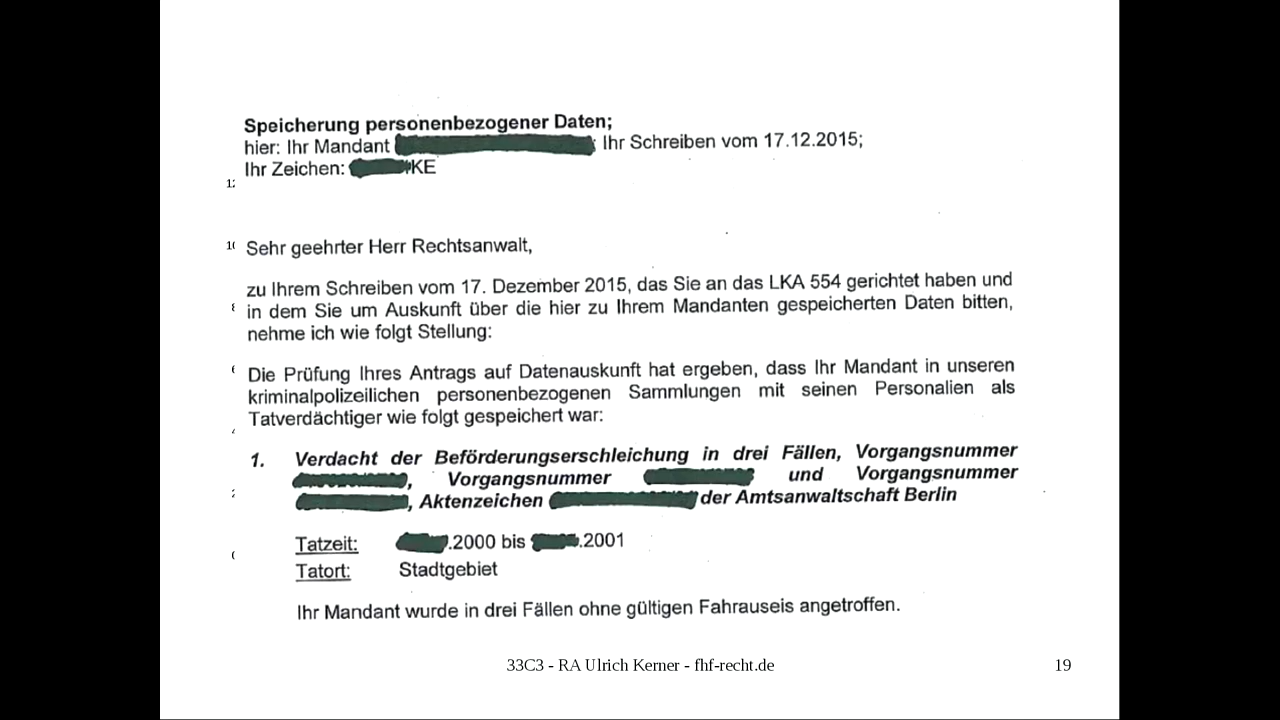 Speicherung personenbezogener Daten;
hier: Ihr Mandant ; Ihr Schreiben vom 17.12.2015;
Ihr Zeichen: KE
Sehr geehrter Herr Rechtsanwalt,
zu Ihrem Schreiben vom 17. Dezember 2015, das Sie an das LKA 554 gerichtet haben und
in dem Sie um Auskunft über die hier zu Ihrem Mandanten gespeicherten Daten bitten,
nehme ich wie folgt Stellung:
Die Prüfung Ihres Antrags auf Datenauskunft hat ergeben, dass Ihr Mandant in unseren
kriminalpolizeilichen personenbezogenen Sammlungen mit seinen Personalien als
Tatverdächtiger wie folgt gespeichert war:
1. Verdacht der Beförderungserschleichung in drei Fällen, Vorgangsnummer
, Vorgangsnummer und Vorgangsnummer
, Aktenzeichen der Amtsanwaltschaft Berlin
Tatzeit: .2000 bis .2001
Tatort: Stadtgebiet
Ihr Mandant wurde in drei Fällen ohne gültigen Fahrauseis angetroffen.
33C3 - RA Ulrich Kerner - fhf-recht.de 19